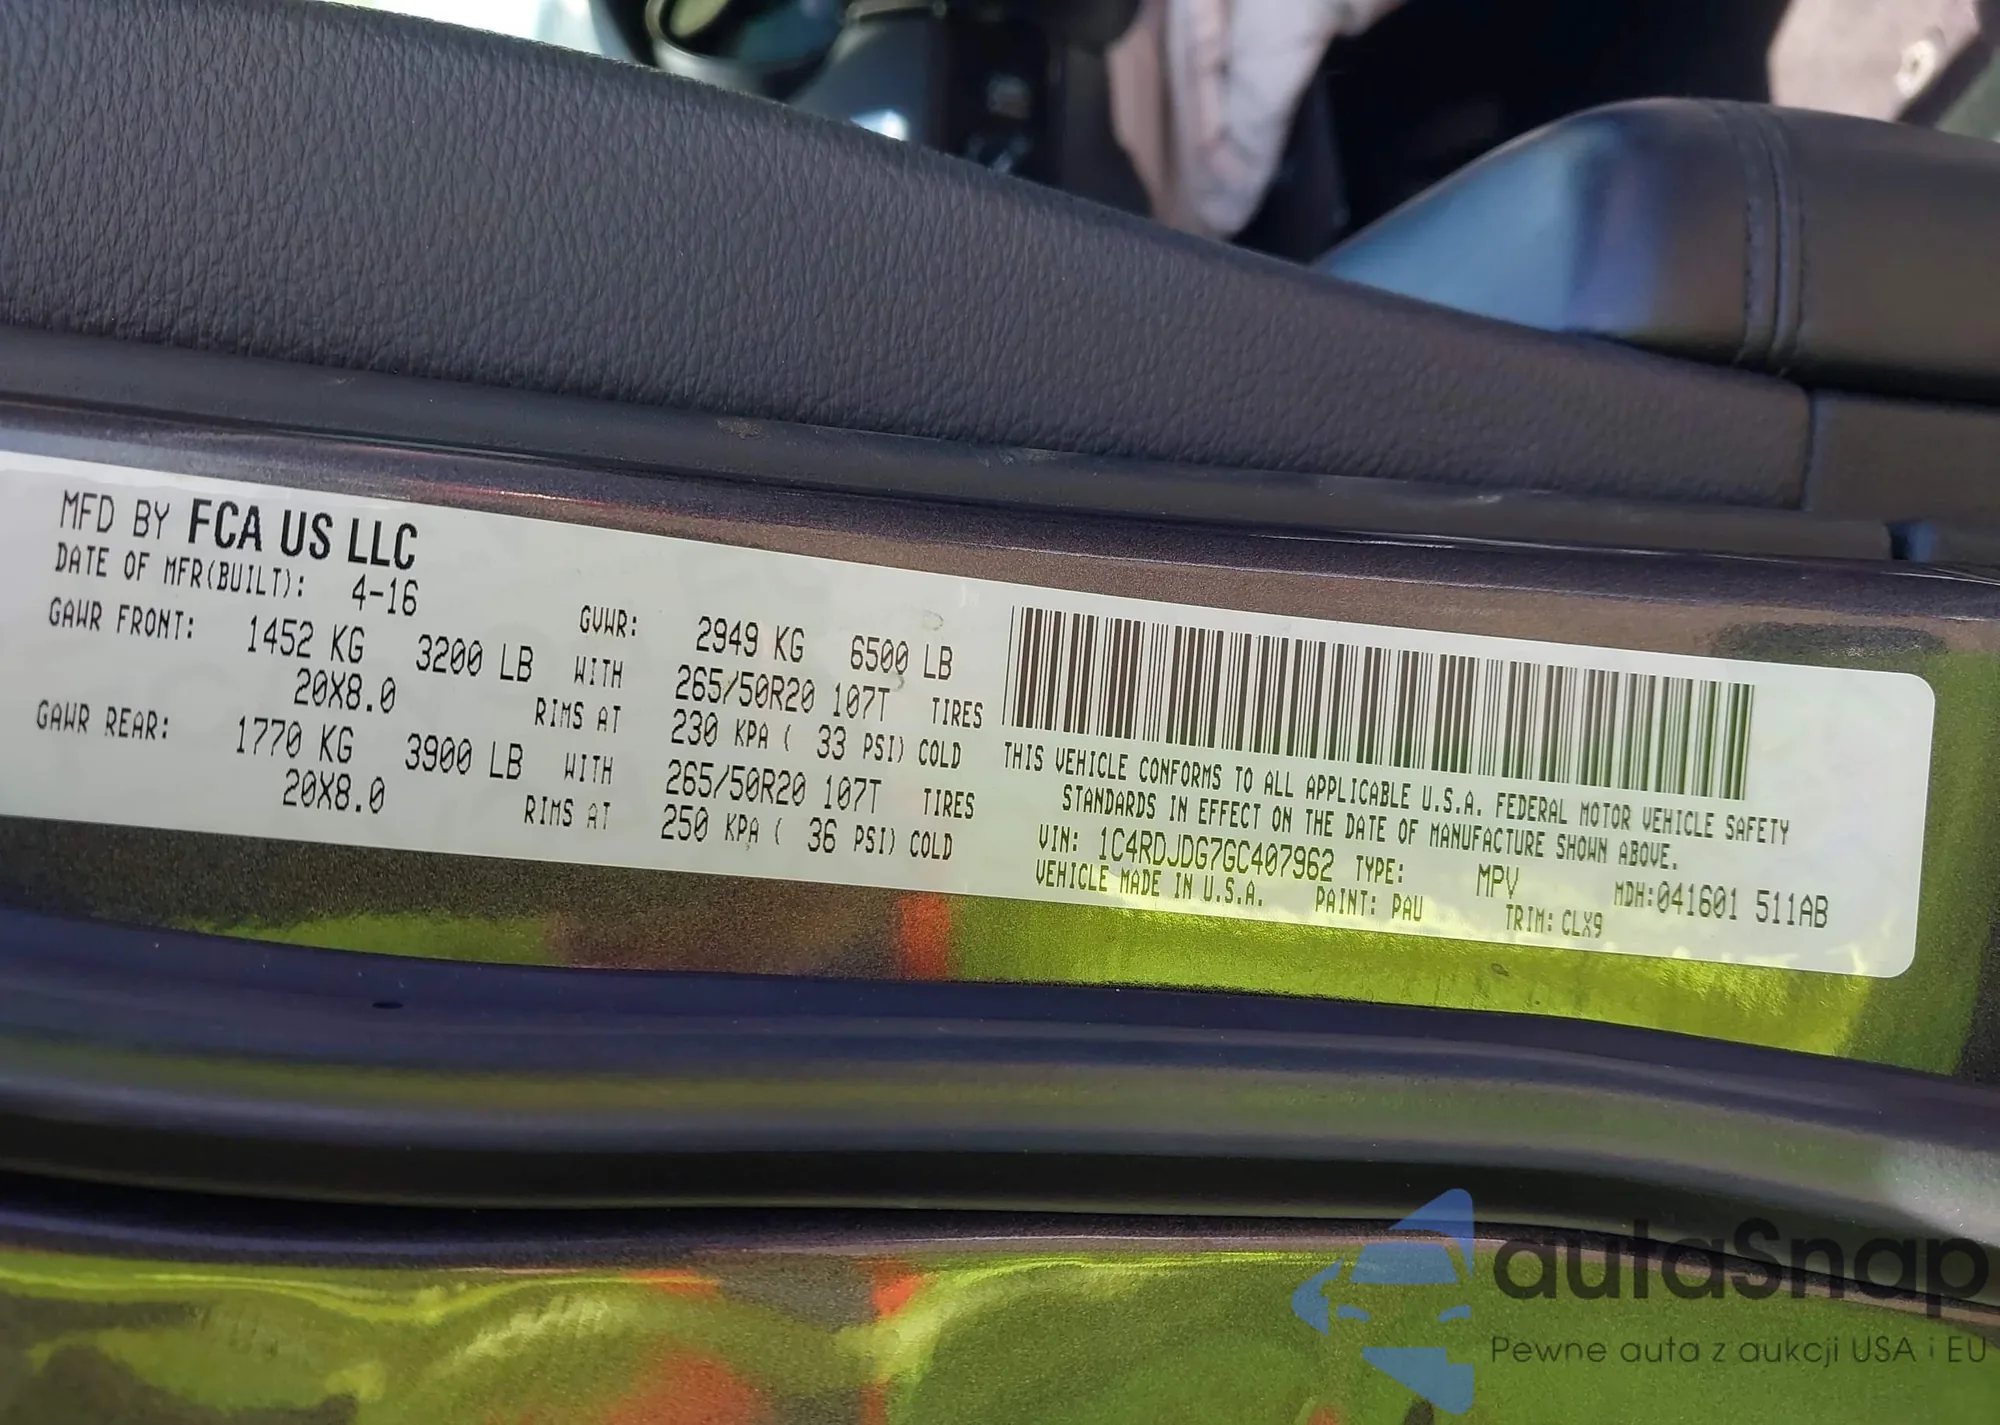 MFD BY FCA US LLC
DATE OF MFR(BUILT): 4-16
GAWR FRONT: 1452 KG 3200 LB WITH 265/50R20 107T TIRES
20X8.0 RIMS AT 230 KPA ( 33 PSI) COLD
GAWR REAR: 1770 KG 3900 LB WITH 265/50R20 107T TIRES
20X8.0 RIMS AT 250 KPA ( 36 PSI) COLD
GVWR: 2949 KG 6500 LB
THIS VEHICLE CONFORMS TO ALL APPLICABLE U.S.A. FEDERAL MOTOR VEHICLE SAFETY
STANDARDS IN EFFECT ON THE DATE OF MANUFACTURE SHOWN ABOVE.
VIN: 1C4RDJDG7GC407962 TYPE: MPV MDH:041601 511AB
VEHICLE MADE IN U.S.A. PAINT: PAU TRIM: CLX9
autaSnap
Pewne auta z aukcji USA i EU